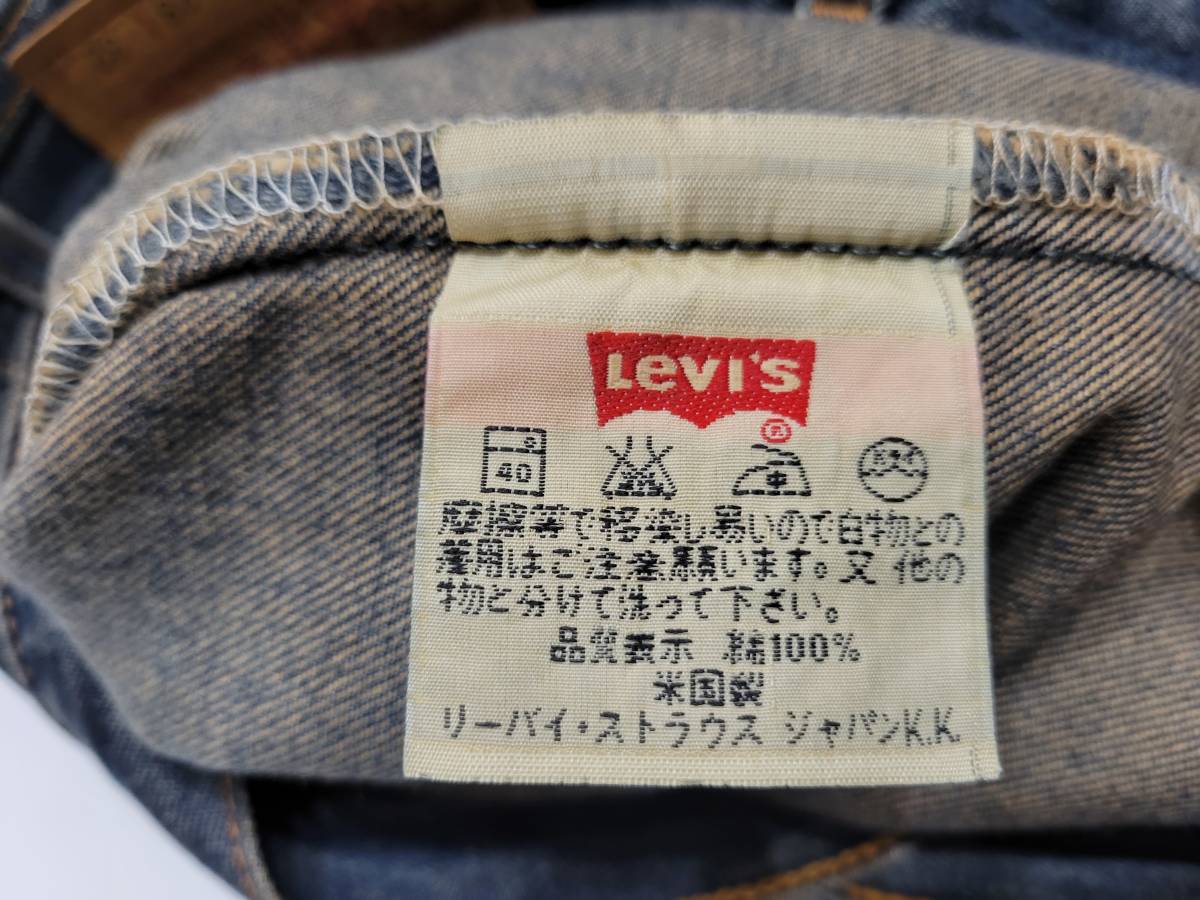 LEVI'S
®
40
摩擦等で移染し易いので白物との
着用はご注意願います。又 他の
物と分けて洗って下さい。
品質表示 綿100%
米国製
リーバイ・ストラウス ジャパンK.K.